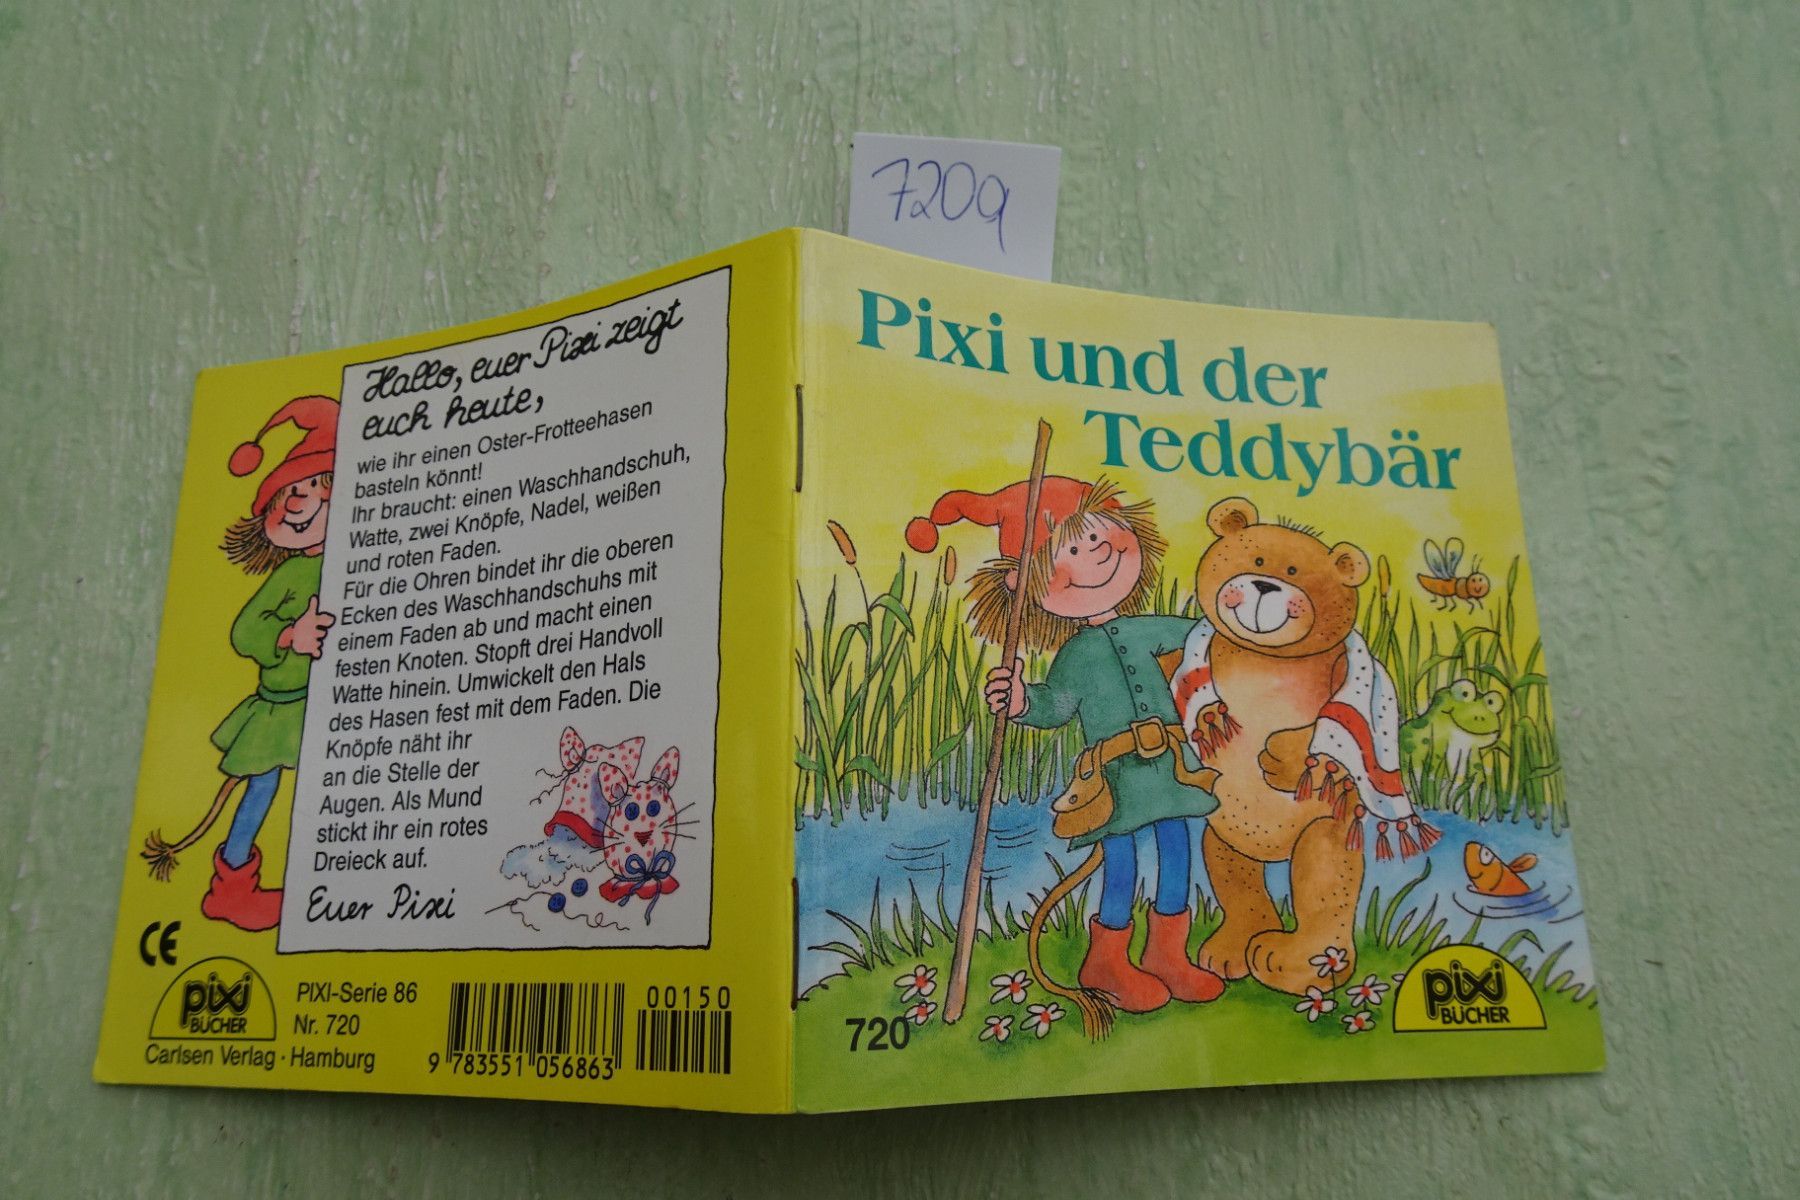 720a
Hallo, euer Pixi zeigt
euch heute,
wie ihr einen Oster-Frotteehasen
basteln könnt!
Ihr braucht: einen Waschhandschuh,
Watte, zwei Knöpfe, Nadel, weißen
und roten Faden.
Für die Ohren bindet ihr die oberen
Ecken des Waschhandschuhs mit
einem Faden ab und macht einen
festen Knoten. Stopft drei Handvoll
Watte hinein. Umwickelt den Hals
des Hasen fest mit dem Faden. Die
Knöpfe näht ihr
an die Stelle der
Augen. Als Mund
stickt ihr ein rotes
Dreieck auf.
Euer Pixi
CE
pixi
BÜCHER
PIXI-Serie 86
Nr. 720
Carlsen Verlag · Hamburg
00150
9 783551 056863
Pixi und der
Teddybär
720
pixi
BÜCHER